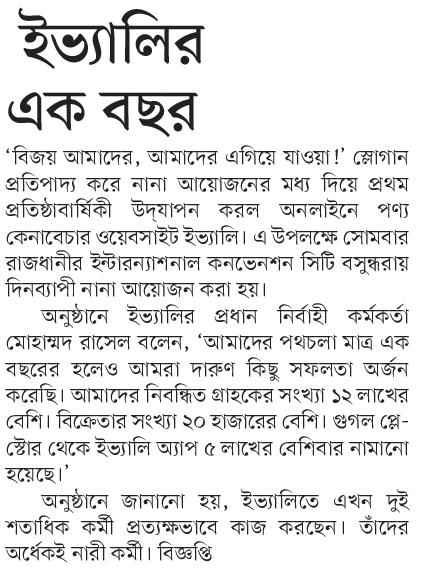 ইভ্যালির
এক বছর
‘বিজয় আমাদের, আমাদের এগিয়ে যাওয়া!’ স্লোগান
প্রতিপাদ্য করে নানা আয়োজনের মধ্য দিয়ে প্রথম
প্রতিষ্ঠাবার্ষিকী উদ্‌যাপন করল অনলাইনে পণ্য
কেনাবেচার ওয়েবসাইট ইভ্যালি। এ উপলক্ষে সোমবার
রাজধানীর ইন্টারন্যাশনাল কনভেনশন সিটি বসুন্ধরায়
দিনব্যাপী নানা আয়োজন করা হয়।
অনুষ্ঠানে ইভ্যালির প্রধান নির্বাহী কর্মকর্তা
মোহাম্মদ রাসেল বলেন, ‘আমাদের পথচলা মাত্র এক
বছরের হলেও আমরা দারুণ কিছু সফলতা অর্জন
করেছি। আমাদের নিবন্ধিত গ্রাহকের সংখ্যা ১২ লাখের
বেশি। বিক্রেতার সংখ্যা ২০ হাজারের বেশি। গুগল প্লে-
স্টোর থেকে ইভ্যালি অ্যাপ ৫ লাখের বেশিবার নামানো
হয়েছে।’
অনুষ্ঠানে জানানো হয়, ইভ্যালিতে এখন দুই
শতাধিক কর্মী প্রত্যক্ষভাবে কাজ করছেন। তাঁদের
অর্ধেকই নারী কর্মী। বিজ্ঞপ্তি